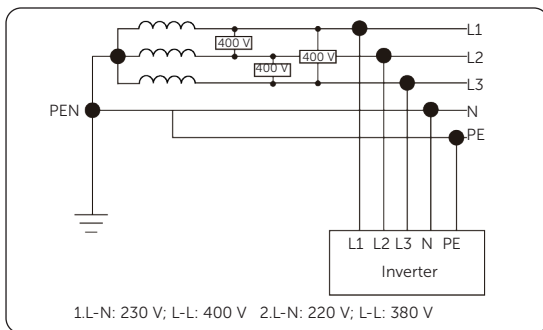 L1
400 V
L2
400 V
400 V
L3
PEN
N
PE
L1 L2 L3 N PE
Inverter
1.L-N: 230 V; L-L: 400 V 2.L-N: 220 V; L-L: 380 V